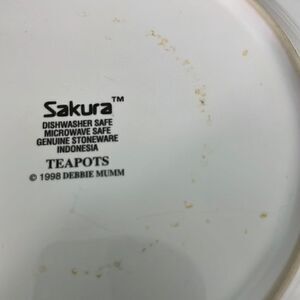 Sakura™
DISHWASHER SAFE
MICROWAVE SAFE
GENUINE STONEWARE
INDONESIA
TEAPOTS
© 1998 DEBBIE MUMM